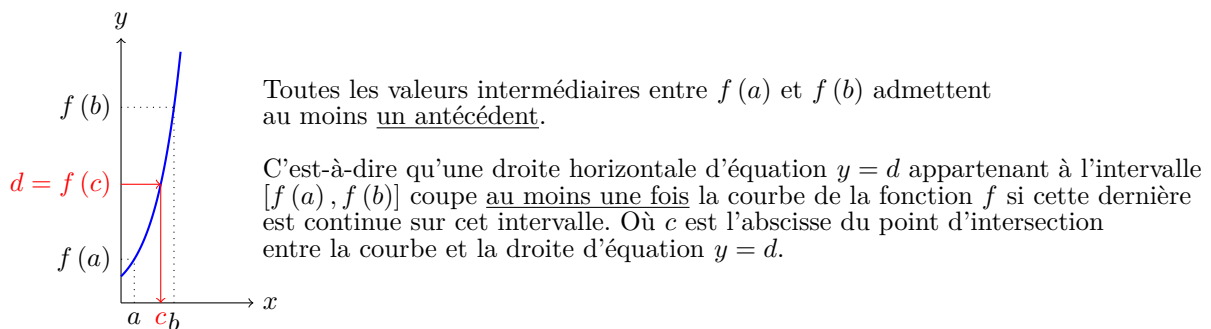 y
f (b)
d = f (c)
f (a)
a c b
x
Toutes les valeurs intermédiaires entre f (a) et f (b) admettent
au moins un antécédent.
C'est-à-dire qu'une droite horizontale d'équation y = d appartenant à l'intervalle
[f (a) , f (b)] coupe au moins une fois la courbe de la fonction f si cette dernière
est continue sur cet intervalle. Où c est l'abscisse du point d'intersection
entre la courbe et la droite d'équation y = d.